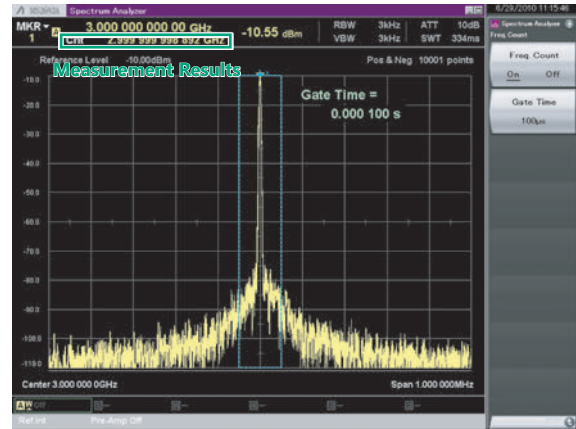 MS269xA Spectrum Analyzer 6/29/2010 11:15:46
MKR 3.000 000 000 00 GHz -10.55 dBm RBW 3kHz ATT 10dB Spectrum Analyzer
1 Cnt 2.999 999 998 892 GHz VBW 3kHz SWT 334ms Freq Count
Reference Level -10.00dBm Pos & Neg 10001 points
Measurement Results
Freq. Count
On Off
Gate Time
100μs
Gate Time =
0.000 100 s
-10.0
-20.0
-30.0
-40.0
-60.0
-70.0
-80.0
-90.0
-100.0
-110.0
Center 3.000 000 0GHz Span 1.000 000MHz
Ref.Int Pre-Amp Off